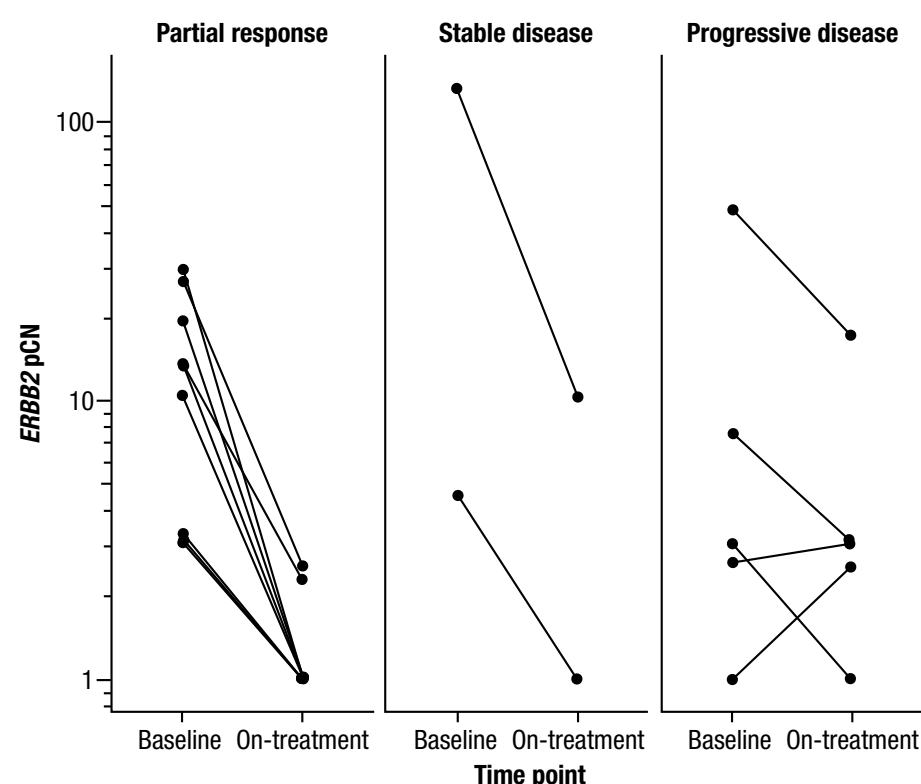 Partial response
Stable disease
Progressive disease
ERBB2 pCN
100
10
1
Baseline On-treatment
Baseline On-treatment
Baseline On-treatment
Time point